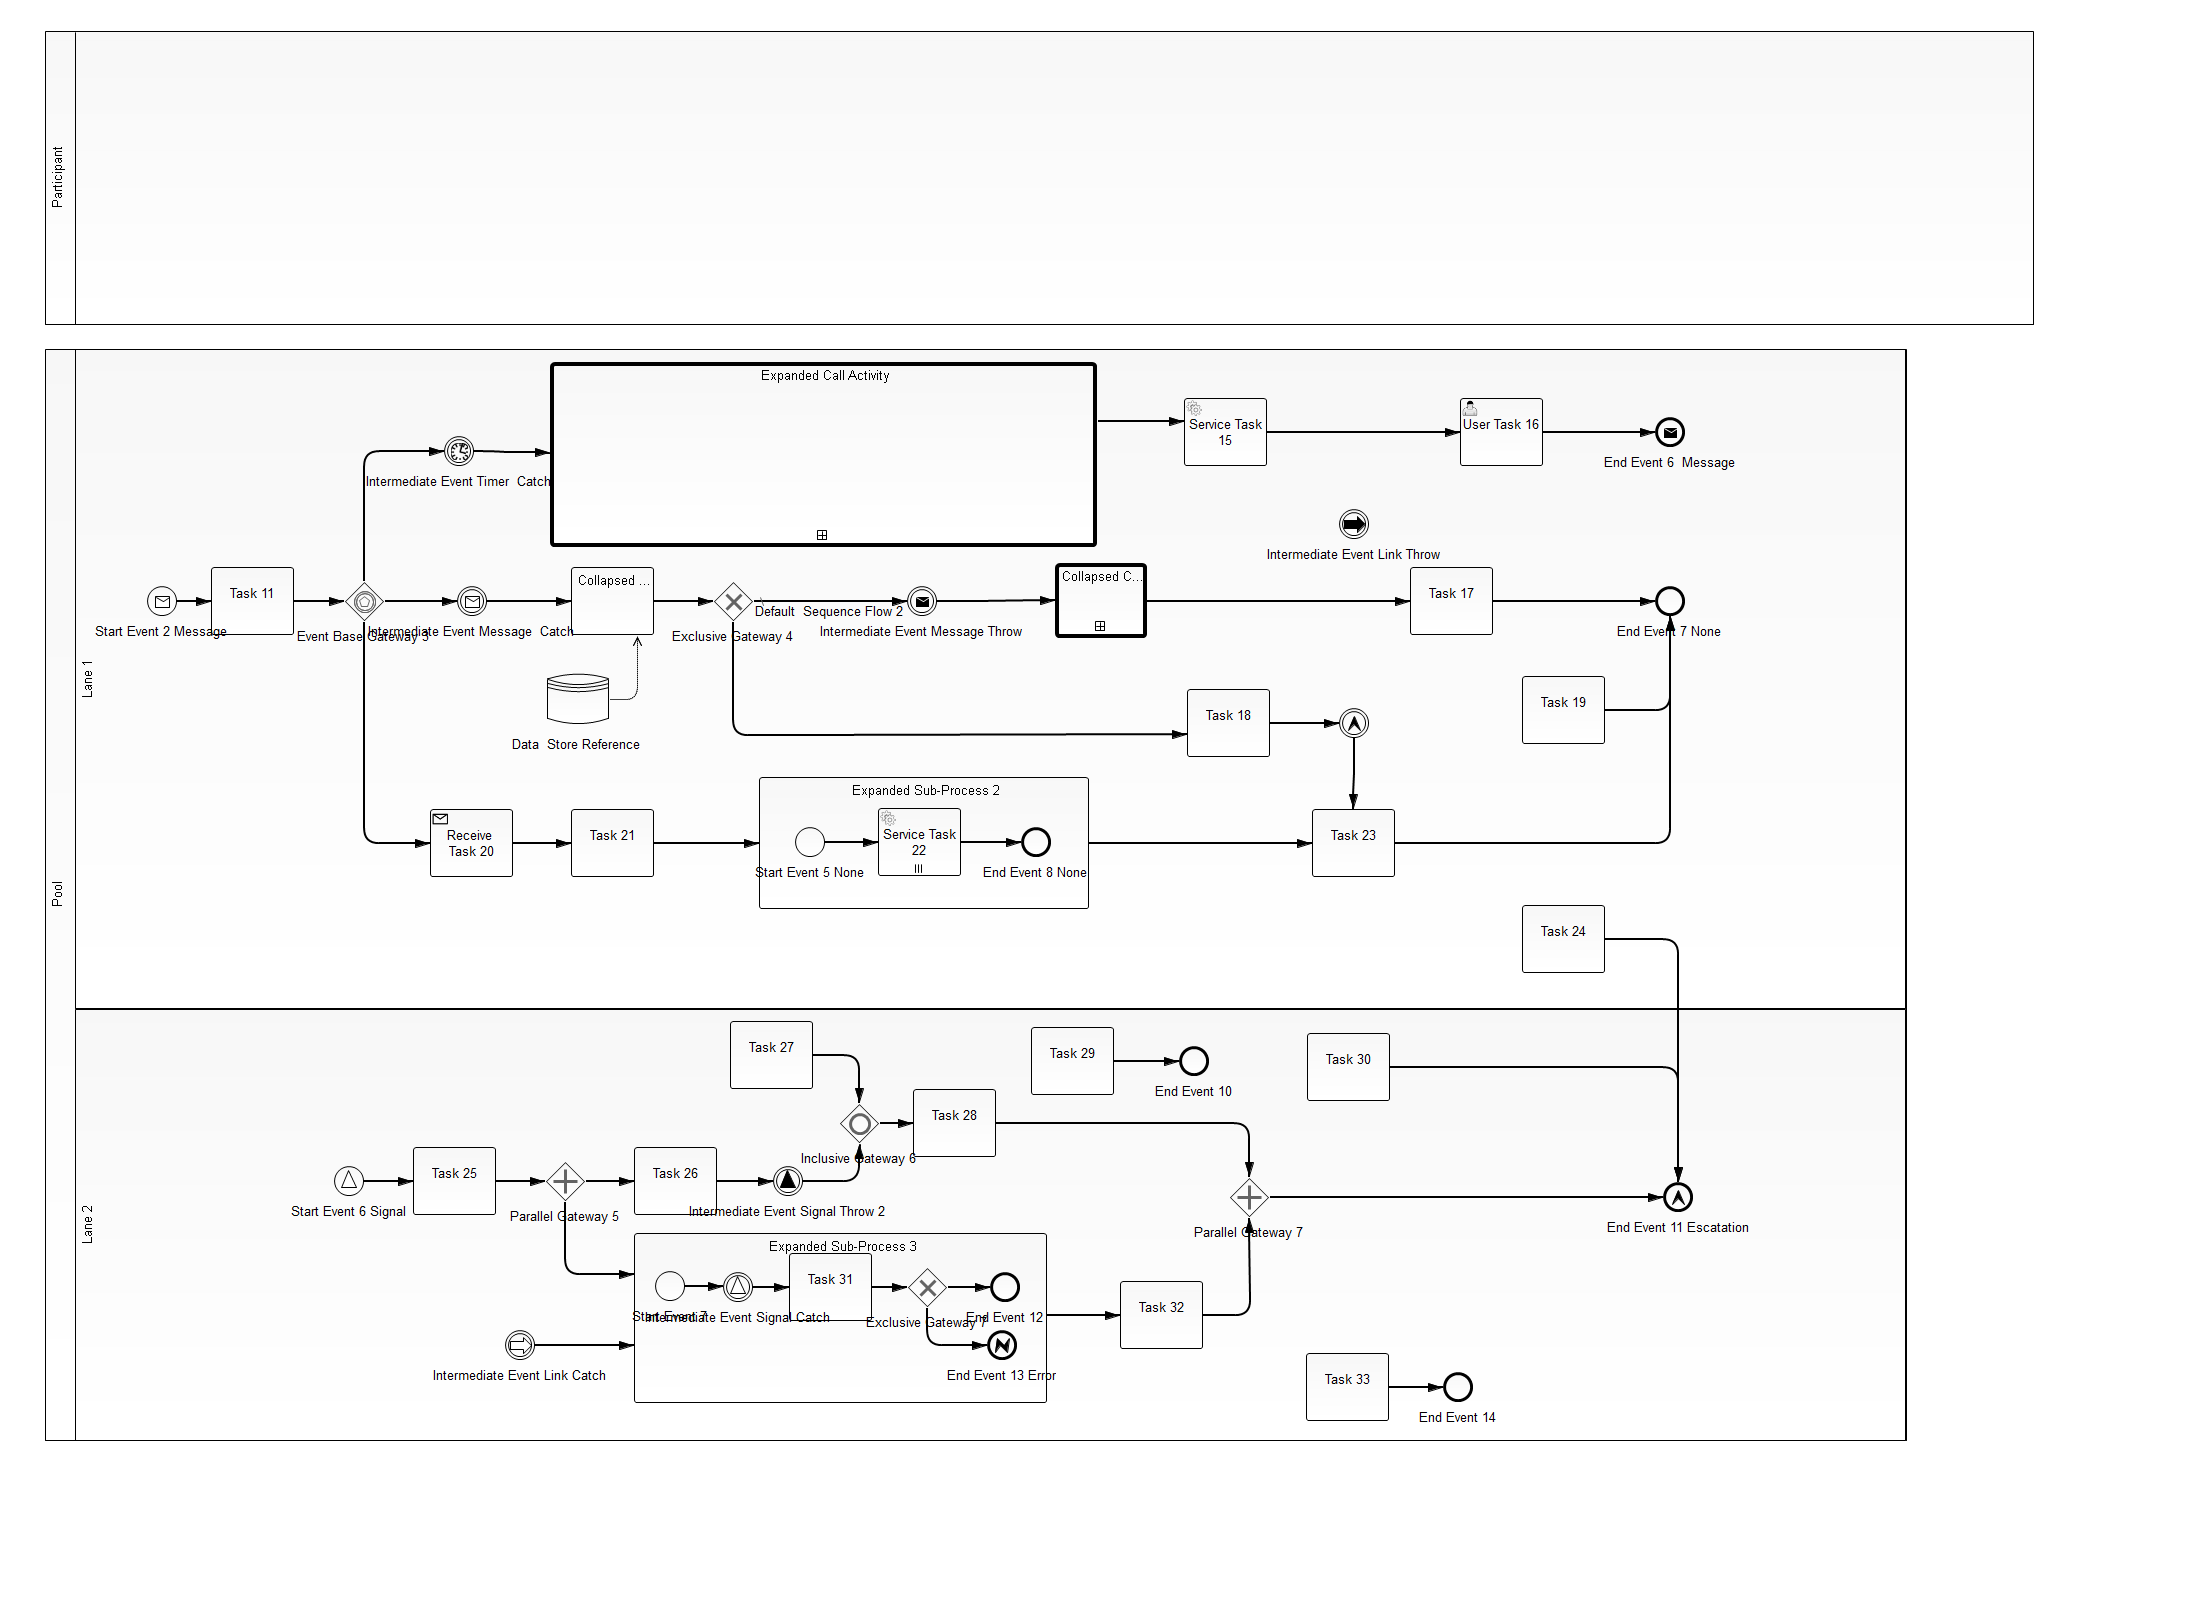 Participant
Pool
Lane 1
Expanded Call Activity
Service Task
15
User Task 16
End Event 6  Message
Intermediate Event Timer  Catch
Intermediate Event Link Throw
Start Event 2 Message
Task 11
Event Base Gateway 3
Intermediate Event Message  Catch
Collapsed ...
Exclusive Gateway 4
Default  Sequence Flow 2
Intermediate Event Message Throw
Collapsed C...
Task 17
End Event 7 None
Data  Store Reference
Task 18
Task 19
Receive
Task 20
Task 21
Expanded Sub-Process 2
Start Event 5 None
Service Task
22
End Event 8 None
Task 23
Task 24
Lane 2
Task 27
Task 29
End Event 10
Task 30
Inclusive Gateway 6
Task 28
Start Event 6 Signal
Task 25
Parallel Gateway 5
Task 26
Intermediate Event Signal Throw 2
Parallel Gateway 7
End Event 11 Escatation
Expanded Sub-Process 3
Start Event 7
Intermediate Event Signal Catch
Task 31
Exclusive Gateway 7
End Event 12
End Event 13 Error
Intermediate Event Link Catch
Task 32
Task 33
End Event 14